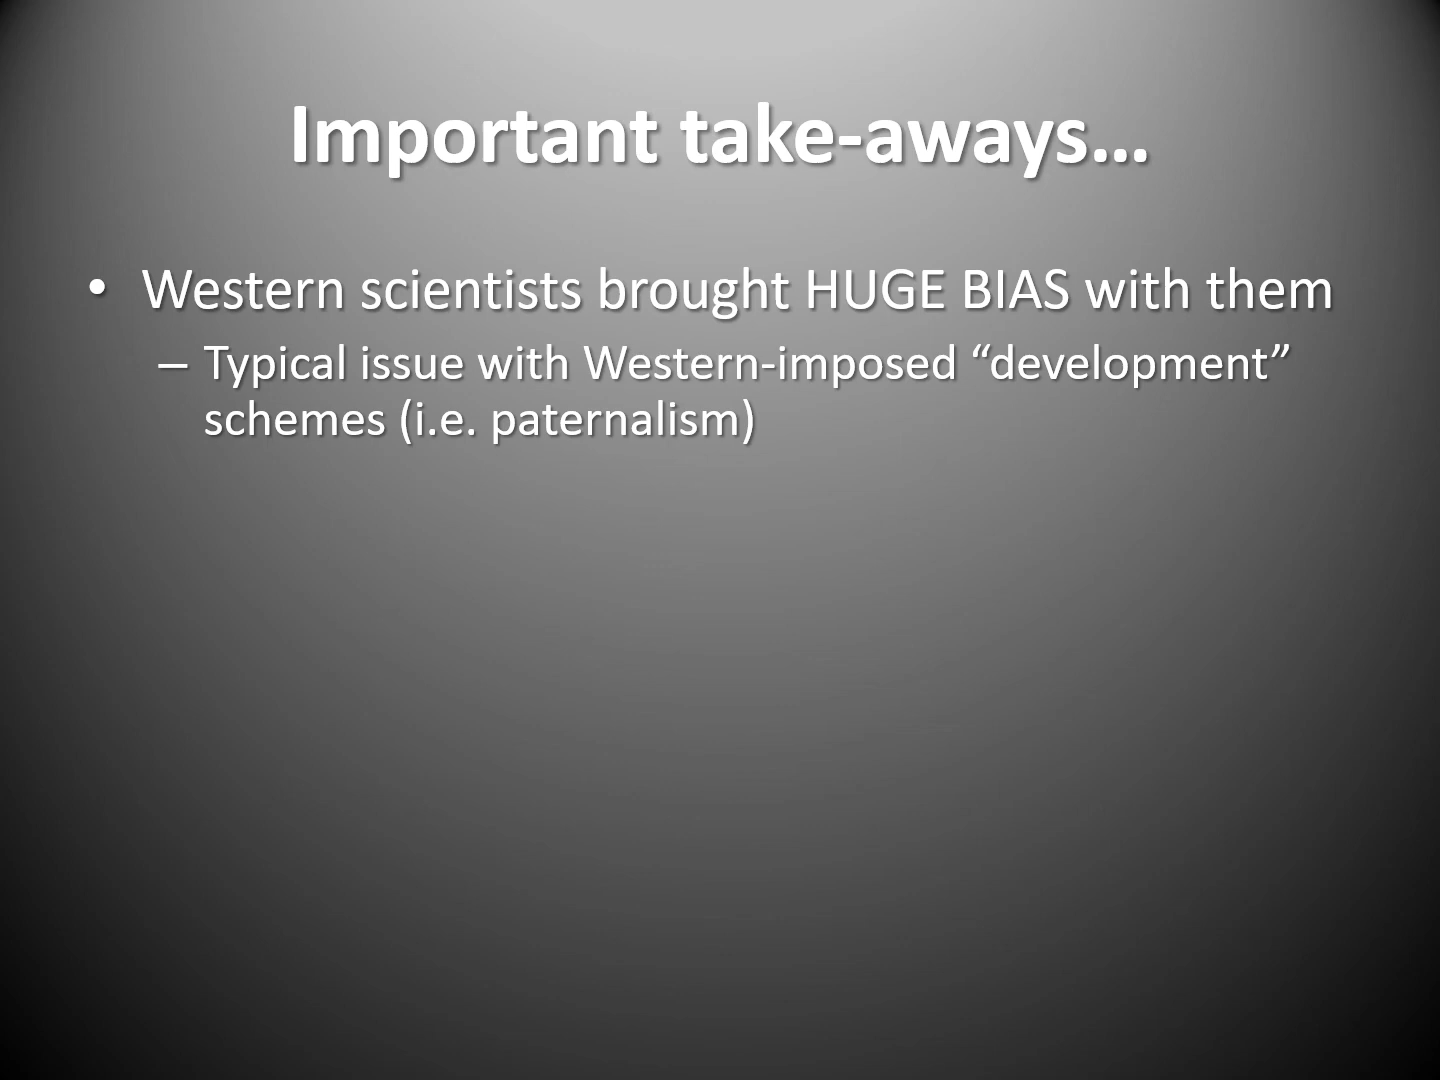 Important take-aways…
• Western scientists brought HUGE BIAS with them
– Typical issue with Western-imposed “development”
schemes (i.e. paternalism)